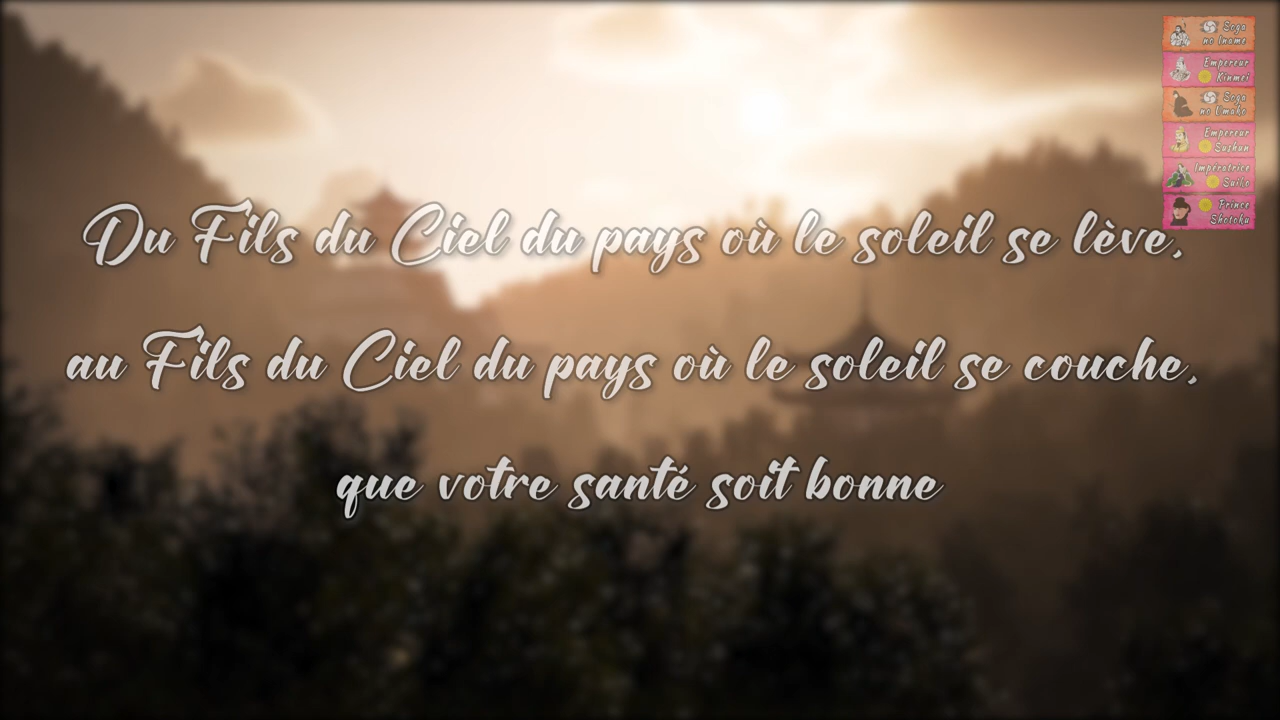 Soga
no Iname
Empereur
Kinmei
Soga
no Umako
Empereur
Sushun
Impératrice
Suiko
Prince
Shotoku
Du Fils du Ciel du pays où le soleil se lève,
au Fils du Ciel du pays où le soleil se couche,
que votre santé soit bonne